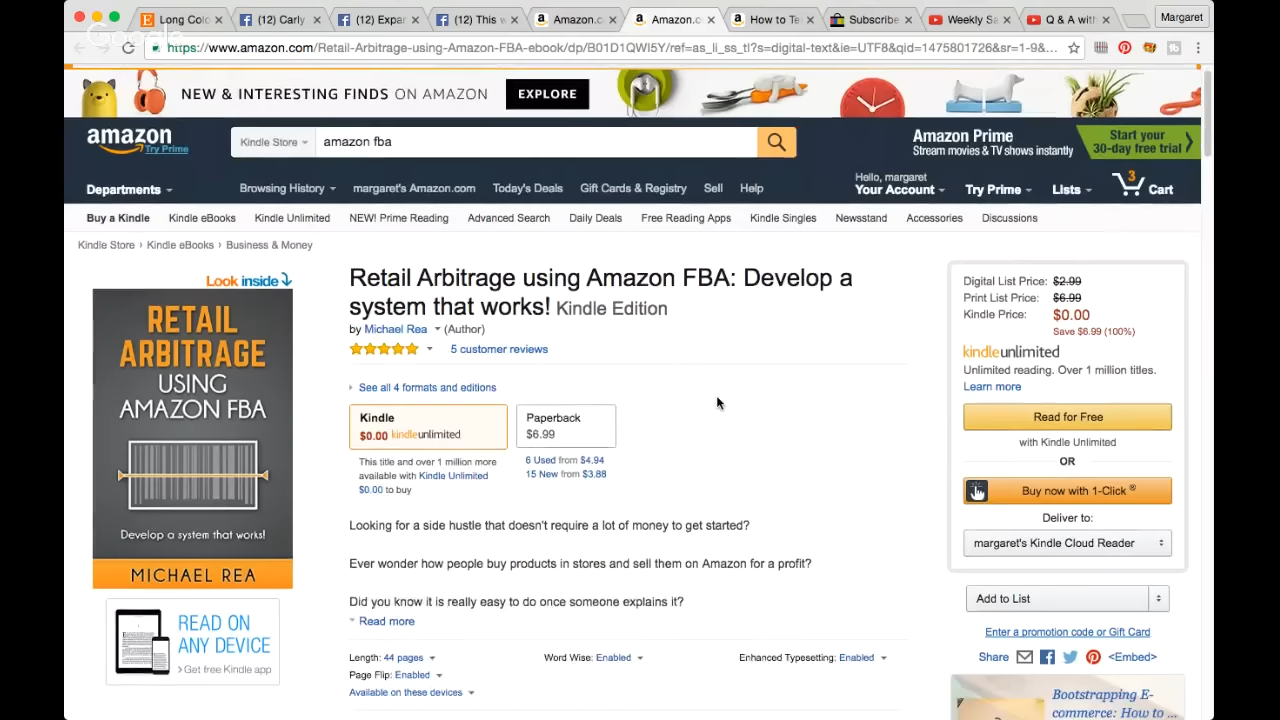 Long Colo
(12) Carly
(12) Expan
(12) This w
Amazon.c
Amazon.c
How to Te
Subscribe
Weekly Sa
Q & A with
Margaret
Google
https://www.amazon.com/Retail-Arbitrage-using-Amazon-FBA-ebook/dp/B01D1QWI5Y/ref=as_li_ss_tl?s=digital-text&ie=UTF8&qid=1475801726&sr=1-9&...
NEW & INTERESTING FINDS ON AMAZON
EXPLORE
amazon
Try Prime
Kindle Store
amazon fba
Amazon Prime
Stream movies & TV shows instantly
Start your
30-day free trial
Departments
Browsing History
margaret's Amazon.com
Today's Deals
Gift Cards & Registry
Sell
Help
Hello, margaret
Your Account
Try Prime
Lists
3
Cart
Buy a Kindle
Kindle eBooks
Kindle Unlimited
NEW! Prime Reading
Advanced Search
Daily Deals
Free Reading Apps
Kindle Singles
Newsstand
Accessories
Discussions
Kindle Store › Kindle eBooks › Business & Money
Look inside
RETAIL
ARBITRAGE
USING
AMAZON FBA
Develop a system that works!
MICHAEL REA
READ ON
ANY DEVICE
› Get free Kindle app
Retail Arbitrage using Amazon FBA: Develop a
system that works! Kindle Edition
by Michael Rea (Author)
5 customer reviews
See all 4 formats and editions
Kindle
$0.00 kindleunlimited
This title and over 1 million more
available with Kindle Unlimited
$0.00 to buy
Paperback
$6.99
6 Used from $4.94
15 New from $3.88
Looking for a side hustle that doesn't require a lot of money to get started?
Ever wonder how people buy products in stores and sell them on Amazon for a profit?
Did you know it is really easy to do once someone explains it?
Read more
Length: 44 pages
Word Wise: Enabled
Enhanced Typesetting: Enabled
Page Flip: Enabled
Available on these devices
Digital List Price: $2.99
Print List Price: $6.99
Kindle Price: $0.00
Save $6.99 (100%)
kindleunlimited
Unlimited reading. Over 1 million titles.
Learn more
Read for Free
with Kindle Unlimited
OR
Buy now with 1-Click ®
Deliver to:
margaret's Kindle Cloud Reader
Add to List
Enter a promotion code or Gift Card
Share
<Embed>
Bootstrapping E-
commerce: How to ...